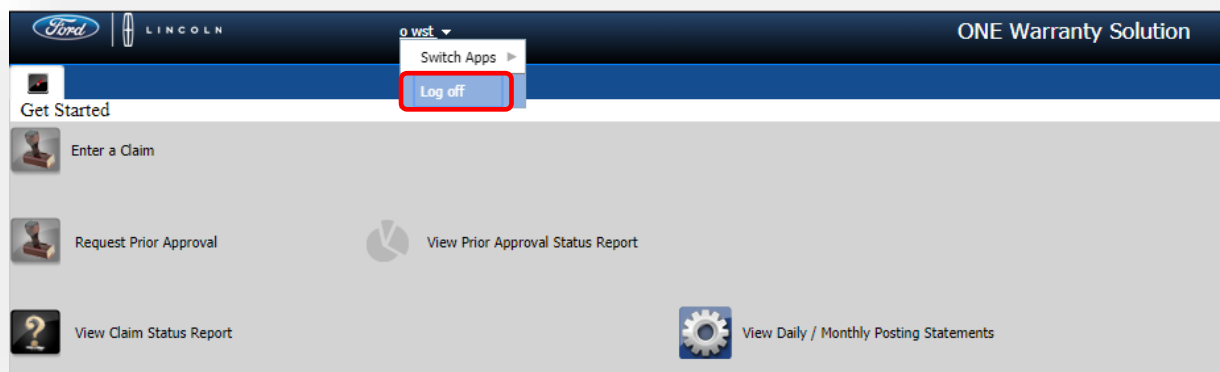 Ford LINCOLN o wst ONE Warranty Solution
Switch Apps
Log off
Get Started
Enter a Claim
Request Prior Approval View Prior Approval Status Report
View Claim Status Report View Daily / Monthly Posting Statements